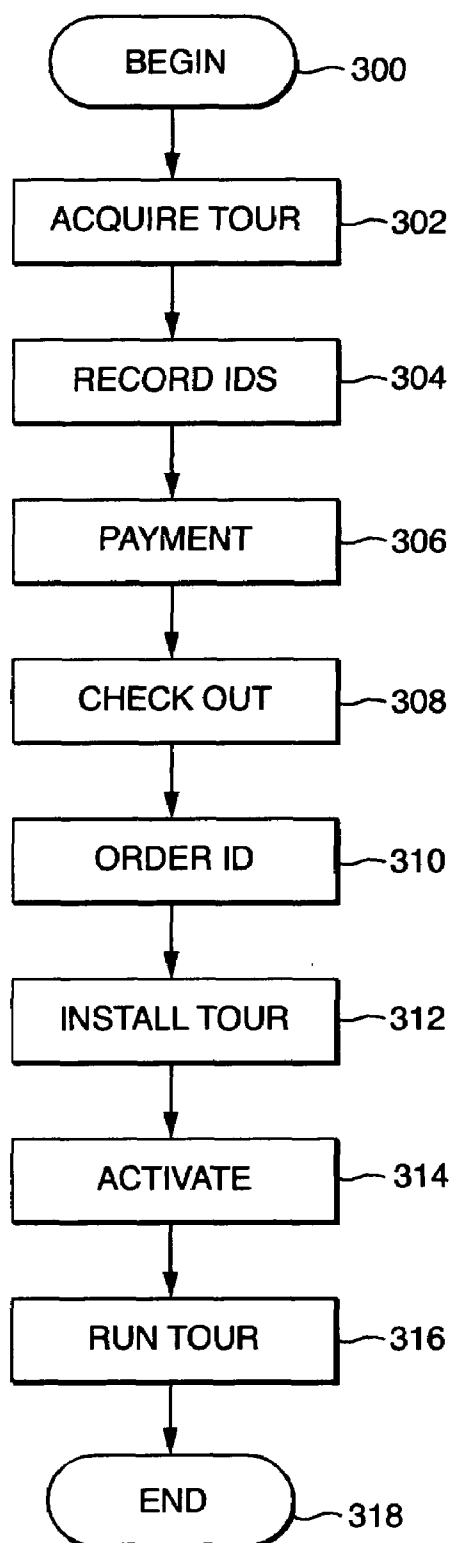 BEGIN 300
ACQUIRE TOUR 302
RECORD IDS 304
PAYMENT 306
CHECK OUT 308
ORDER ID 310
INSTALL TOUR 312
ACTIVATE 314
RUN TOUR 316
END 318